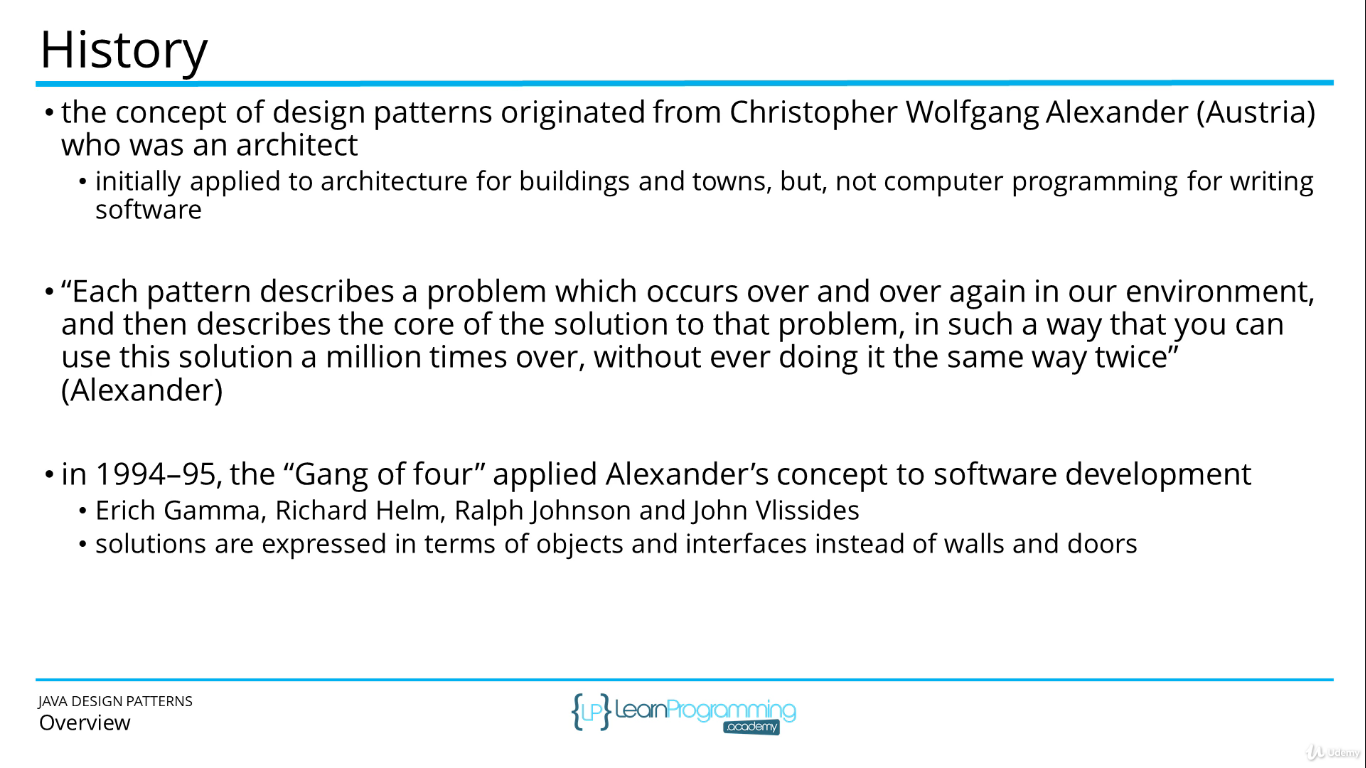 History
• the concept of design patterns originated from Christopher Wolfgang Alexander (Austria)
who was an architect
• initially applied to architecture for buildings and towns, but, not computer programming for writing
software
• “Each pattern describes a problem which occurs over and over again in our environment,
and then describes the core of the solution to that problem, in such a way that you can
use this solution a million times over, without ever doing it the same way twice”
(Alexander)
• in 1994–95, the “Gang of four” applied Alexander’s concept to software development
• Erich Gamma, Richard Helm, Ralph Johnson and John Vlissides
• solutions are expressed in terms of objects and interfaces instead of walls and doors
JAVA DESIGN PATTERNS
Overview
{LP} LearnProgramming
.academy
Udemy